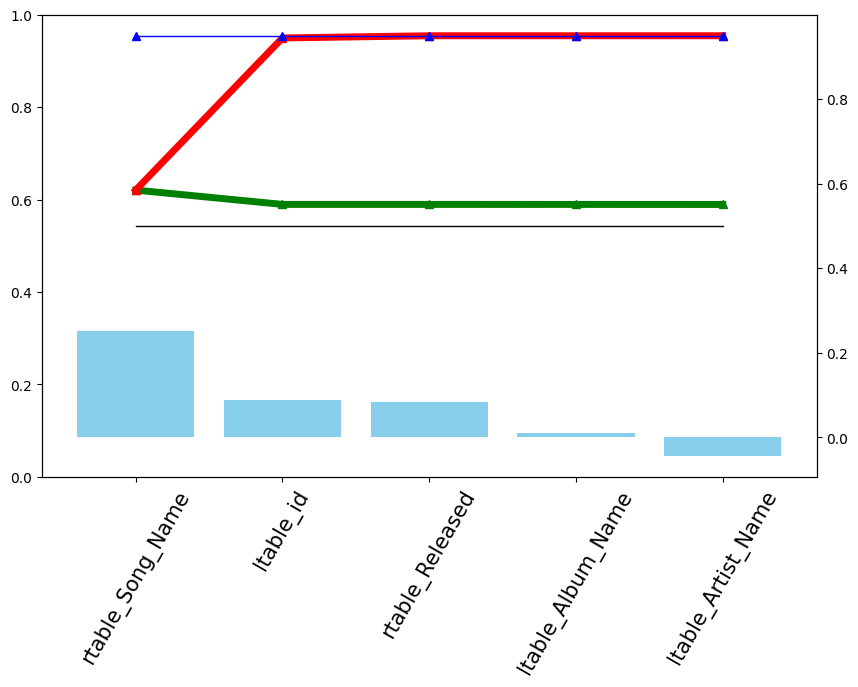 1.0
0.8
0.6
0.4
0.2
0.0
0.8
0.6
0.4
0.2
0.0
rtable_Song_Name
ltable_id
rtable_Released
ltable_Album_Name
ltable_Artist_Name